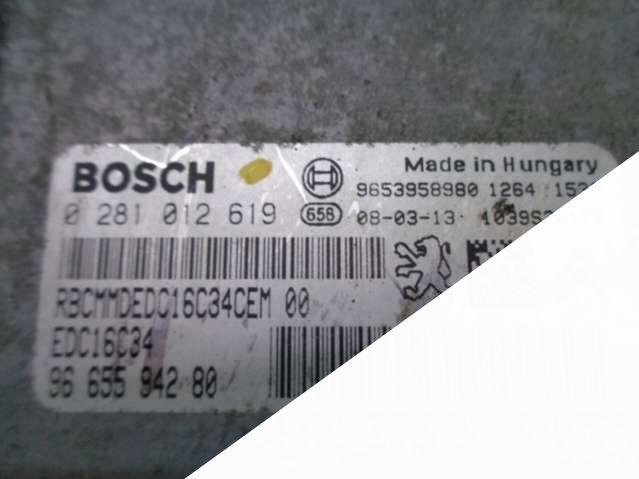 BOSCH
Made in Hungary
9653958980 1264
0 281 012 619
658
08-03-13
RBCMMDEDC16C34CEM 00
EDC16C34
96 655 942 80